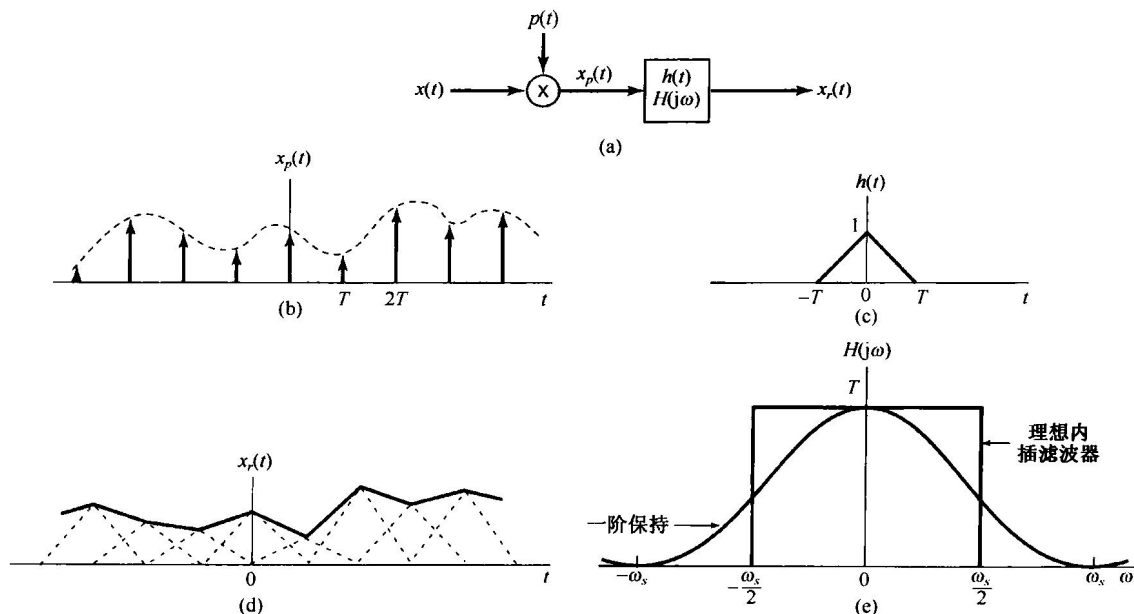 p(t)
x(t)
x
x_p(t)
h(t)
H(jω)
x_r(t)
(a)
x_p(t)
T
2T
t
(b)
h(t)
1
-T
0
T
t
(c)
x_r(t)
0
t
(d)
H(jω)
T
理想内
插滤波器
一阶保持
-ω_s
-ω_s/2
0
ω_s/2
ω_s
ω
(e)